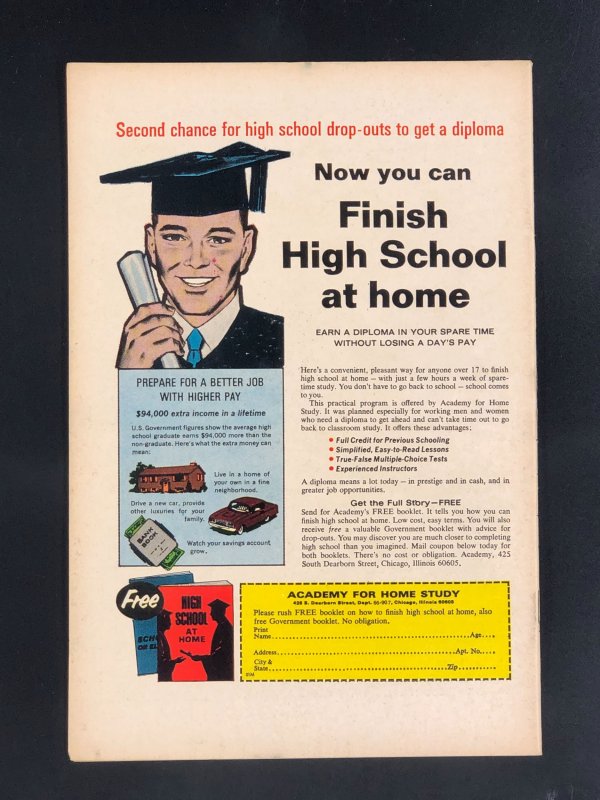 Second chance for high school drop-outs to get a diploma
Now you can
Finish
High School
at home
EARN A DIPLOMA IN YOUR SPARE TIME
WITHOUT LOSING A DAY'S PAY
PREPARE FOR A BETTER JOB
WITH HIGHER PAY
$94,000 extra income in a lifetime
U.S. Government figures show the average high
school graduate earns $94,000 more than the
non-graduate. Here's what the extra money can
mean:
Live in a home of
your own in a fine
neighborhood.
Drive a new car, provide
other luxuries for your
family.
BANK
BOOK
Watch your savings account
grow.
Here's a convenient, pleasant way for anyone over 17 to finish
high school at home — with just a few hours a week of spare-
time study. You don't have to go back to school — school comes
to you.
This practical program is offered by Academy for Home
Study. It was planned especially for working men and women
who need a diploma to get ahead and can't take time out to go
back to classroom study. It offers these advantages:
• Full Credit for Previous Schooling
• Simplified, Easy-to-Read Lessons
• True-False Multiple-Choice Tests
• Experienced Instructors
A diploma means a lot today — in prestige and in cash, and in
greater job opportunities.
Get the Full Story—FREE
Send for Academy's FREE booklet. It tells you how you can
finish high school at home. Low cost, easy terms. You will also
receive free a valuable Government booklet with advice for
drop-outs. You may discover you are much closer to completing
high school than you imagined. Mail coupon below today for
both booklets. There's no cost or obligation. Academy, 425
South Dearborn Street, Chicago, Illinois 60605.
Free
SCH
OR EL
HIGH
SCHOOL
AT
HOME
ACADEMY FOR HOME STUDY
425 S. Dearborn Street, Dept. 86-907, Chicago, Illinois 60605
Please rush FREE booklet on how to finish high school at home, also
free Government booklet. No obligation.
Print
Name Age
Address Apt. No.
City &
State Zip